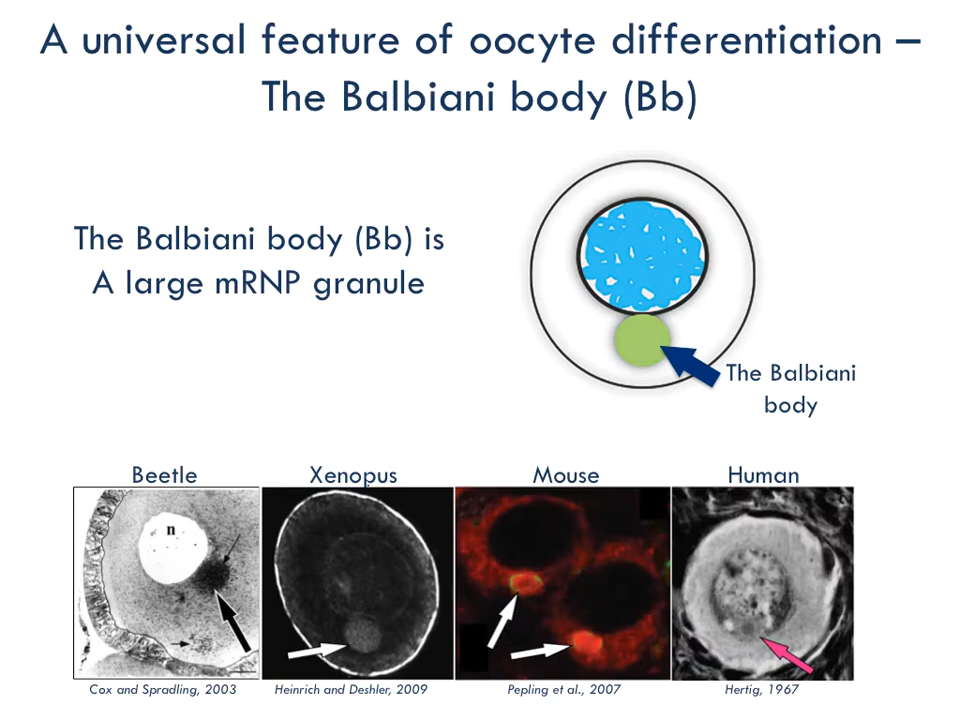 A universal feature of oocyte differentiation –
The Balbiani body (Bb)
The Balbiani body (Bb) is
A large mRNP granule
The Balbiani
body
Beetle
Xenopus
Mouse
Human
n
Cox and Spradling, 2003
Heinrich and Deshler, 2009
Pepling et al., 2007
Hertig, 1967